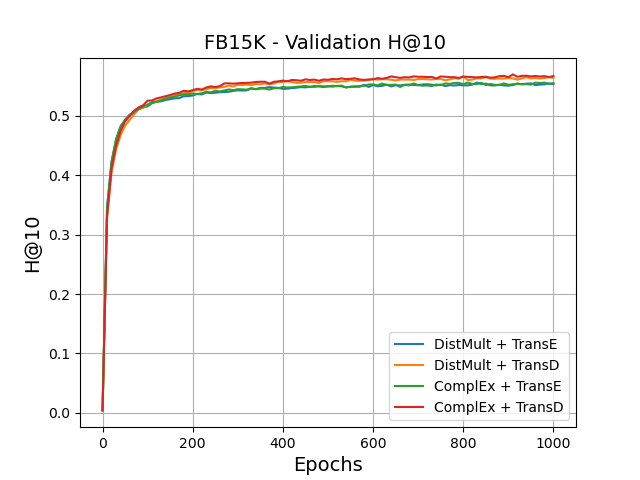 FB15K - Validation H@10
H@10
0.5
0.4
0.3
0.2
0.1
0.0
0 200 400 600 800 1000
Epochs
DistMult + TransE
DistMult + TransD
ComplEx + TransE
ComplEx + TransD